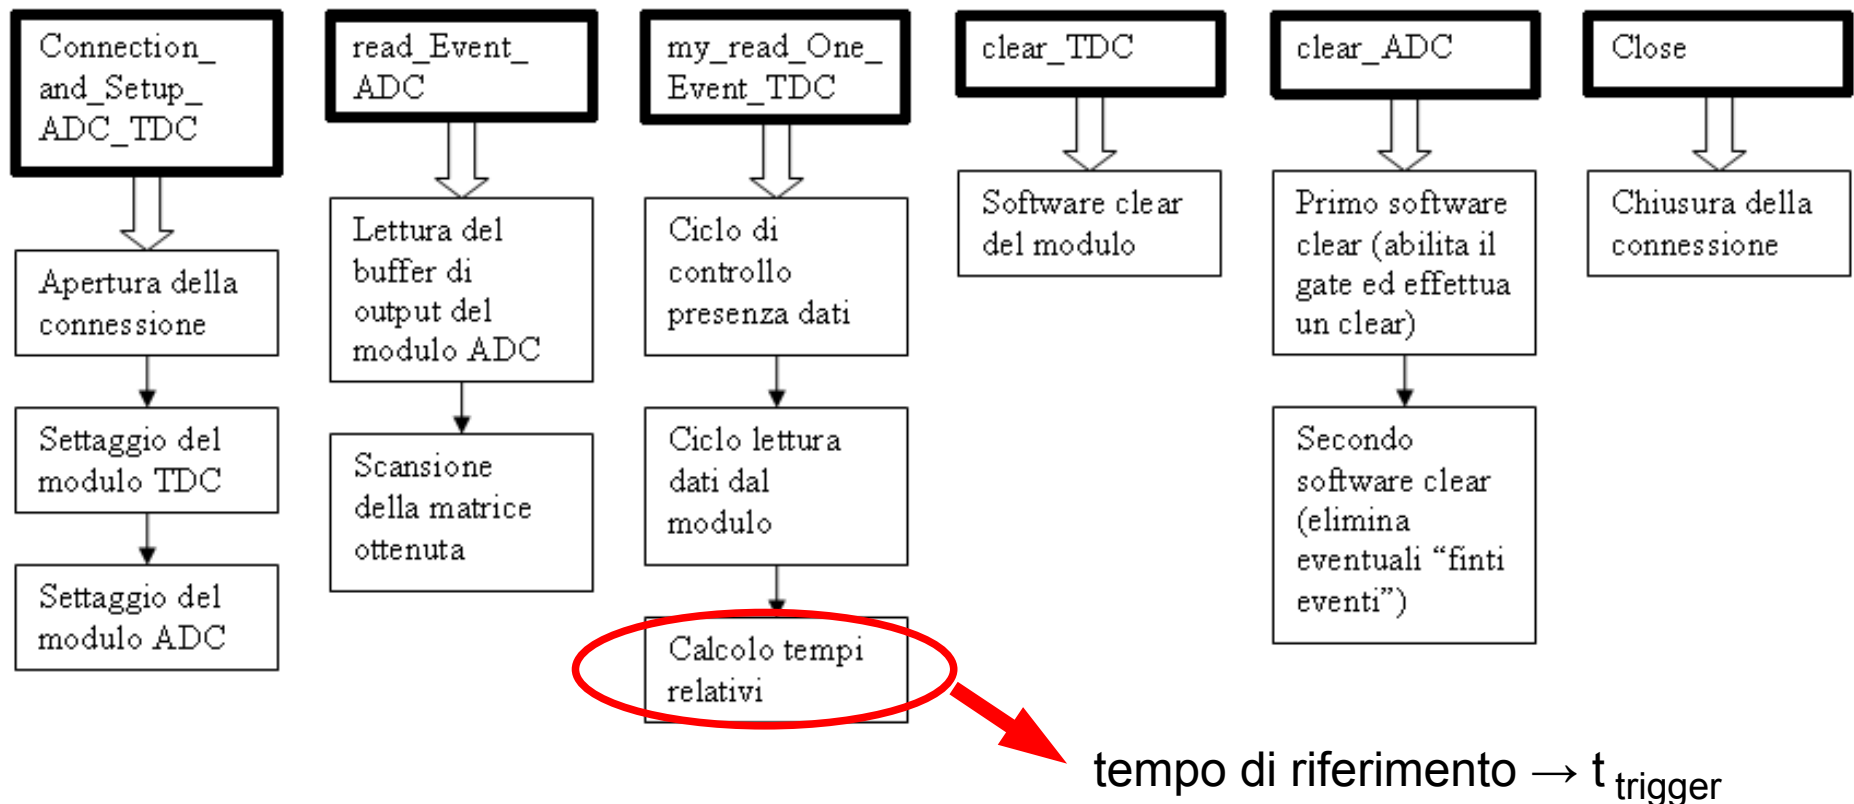 Connection_
and_Setup_
ADC_TDC
Apertura della
connessione
Settaggio del
modulo TDC
Settaggio del
modulo ADC
read_Event_
ADC
Lettura del
buffer di
output del
modulo ADC
Scansione
della matrice
ottenuta
my_read_One_
Event_TDC
Ciclo di
controllo
presenza dati
Ciclo lettura
dati dal
modulo
Calcolo tempi
relativi
tempo di riferimento → t trigger
clear_TDC
Software clear
del modulo
clear_ADC
Primo software
clear (abilita il
gate ed effettua
un clear)
Secondo
software clear
(elimina
eventuali “finti
eventi”)
Close
Chiusura della
connessione